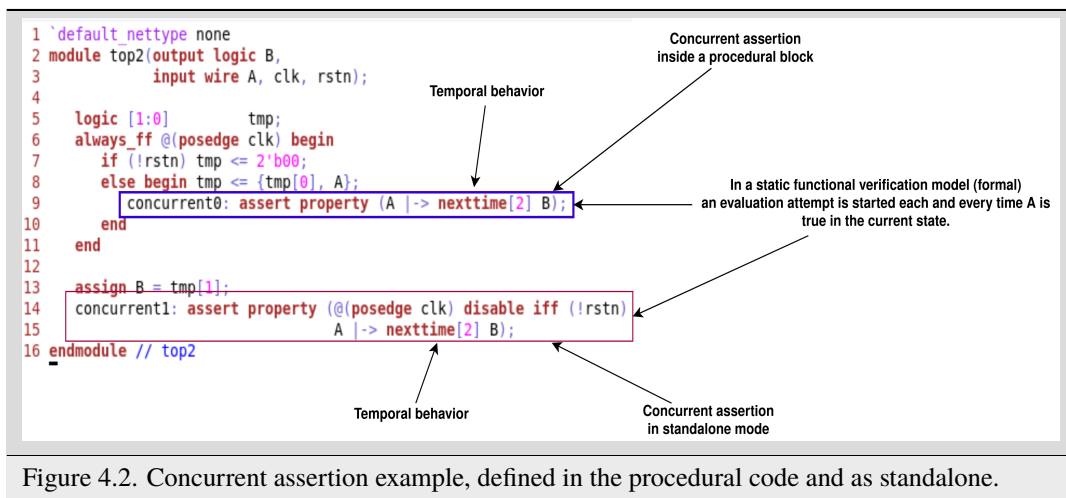 Concurrent assertion
inside a procedural block
Temporal behavior
1 `default_nettype none
2 module top2(output logic B,
3             input wire A, clk, rstn);
4
5    logic [1:0]          tmp;
6    always_ff @(posedge clk) begin
7       if (!rstn) tmp <= 2'b00;
8       else begin tmp <= {tmp[0], A};
9          concurrent0: assert property (A |-> nexttime[2] B);
10       end
11    end
12
13    assign B = tmp[1];
14    concurrent1: assert property (@(posedge clk) disable iff (!rstn)
15                                  A |-> nexttime[2] B);
16 endmodule // top2
In a static functional verification model (formal)
an evaluation attempt is started each and every time A is
true in the current state.
Temporal behavior
Concurrent assertion
in standalone mode
Figure 4.2. Concurrent assertion example, defined in the procedural code and as standalone.